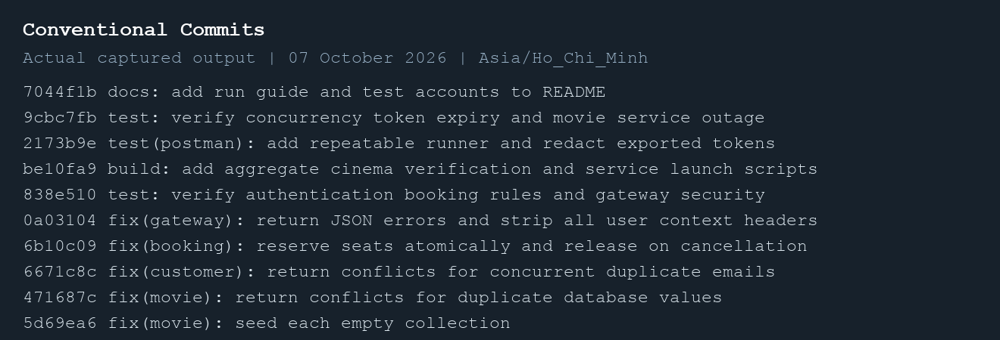 Conventional Commits
Actual captured output | 07 October 2026 | Asia/Ho_Chi_Minh
7044f1b docs: add run guide and test accounts to README
9cbc7fb test: verify concurrency token expiry and movie service outage
2173b9e test(postman): add repeatable runner and redact exported tokens
be10fa9 build: add aggregate cinema verification and service launch scripts
838e510 test: verify authentication booking rules and gateway security
0a03104 fix(gateway): return JSON errors and strip all user context headers
6b10c09 fix(booking): reserve seats atomically and release on cancellation
6671c8c fix(customer): return conflicts for concurrent duplicate emails
471687c fix(movie): return conflicts for duplicate database values
5d69ea6 fix(movie): seed each empty collection